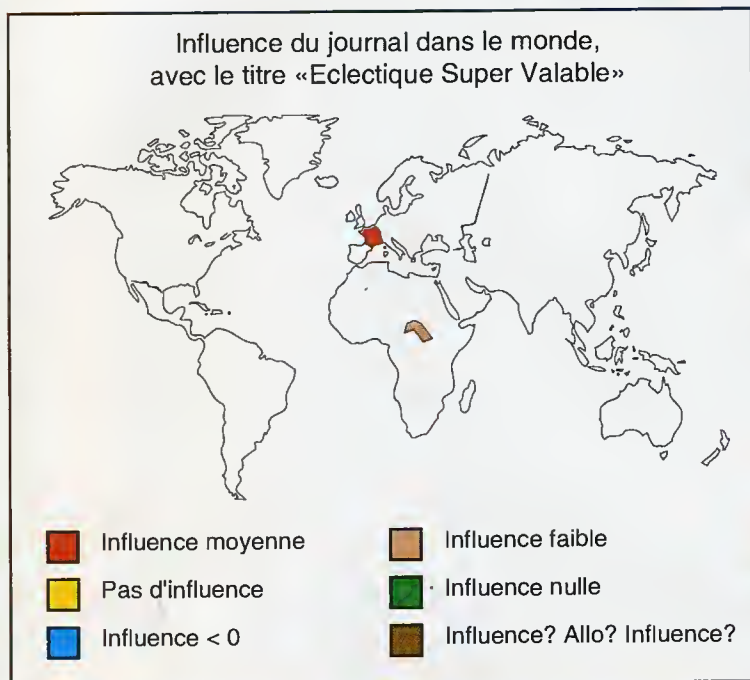 Influence du journal dans le monde,
avec le titre «Eclectique Super Valable»
Influence moyenne
Pas d'influence
Influence < 0
Influence faible
Influence nulle
Influence? Allo? Influence?